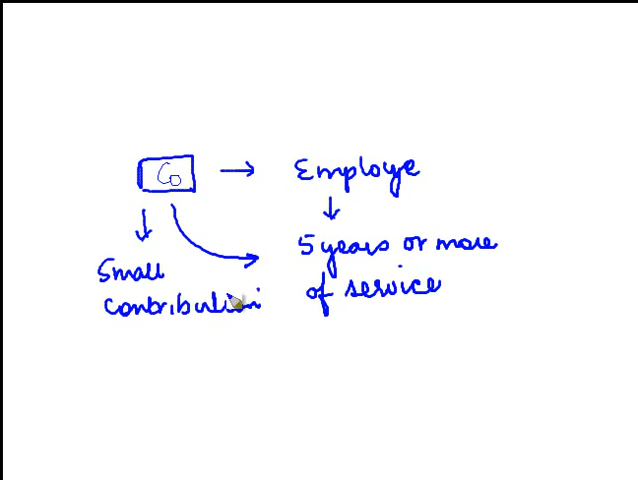 Co
Employe
5 years or more
of service
Small
contribution